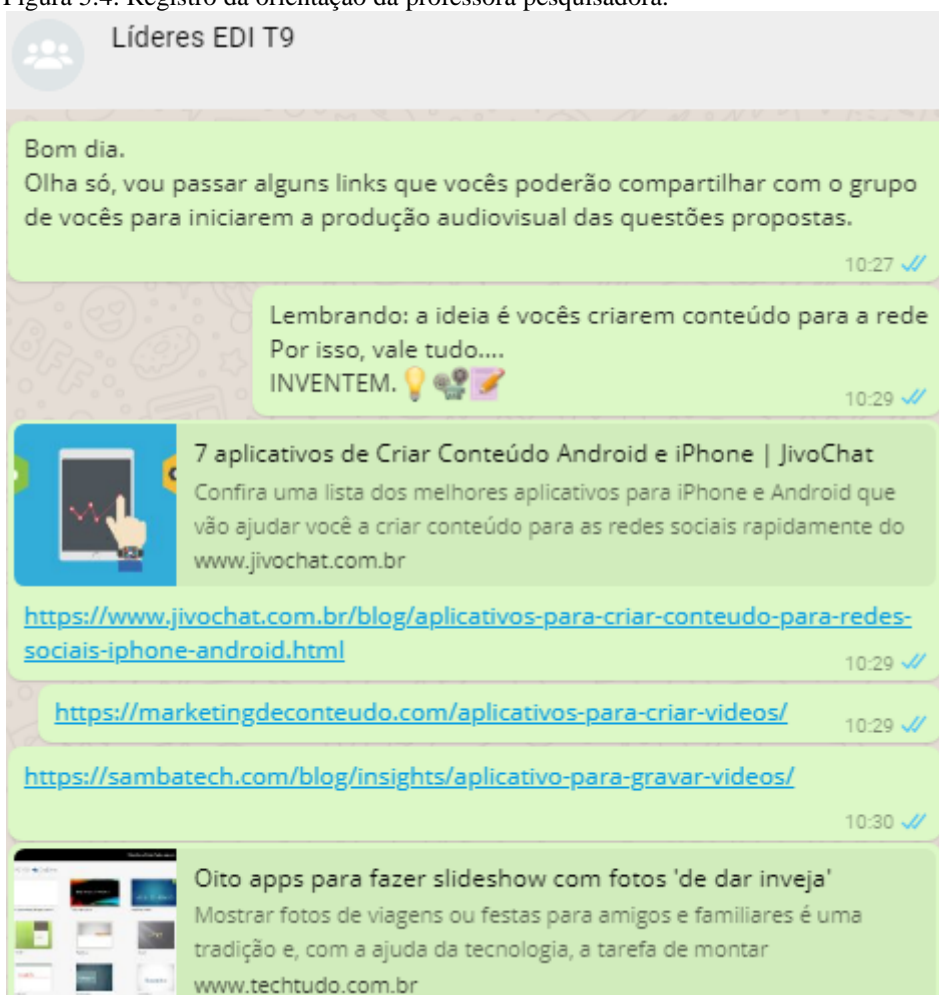 Figura 3.4: Registro da orientação da professora pesquisadora.
Líderes EDI T9
Bom dia.
Olha só, vou passar alguns links que vocês poderão compartilhar com o grupo
de vocês para iniciarem a produção audiovisual das questões propostas.
10:27
Lembrando: a ideia é vocês criarem conteúdo para a rede
Por isso, vale tudo....
INVENTEM. 💡 📽 📝
10:29
7 aplicativos de Criar Conteúdo Android e iPhone | JivoChat
Confira uma lista dos melhores aplicativos para iPhone e Android que
vão ajudar você a criar conteúdo para as redes sociais rapidamente do
www.jivochat.com.br
https://www.jivochat.com.br/blog/aplicativos-para-criar-conteudo-para-redes-
sociais-iphone-android.html
10:29
https://marketingdeconteudo.com/aplicativos-para-criar-videos/
10:29
https://sambatech.com/blog/insights/aplicativo-para-gravar-videos/
10:30
Oito apps para fazer slideshow com fotos 'de dar inveja'
Mostrar fotos de viagens ou festas para amigos e familiares é uma
tradição e, com a ajuda da tecnologia, a tarefa de montar
www.techtudo.com.br